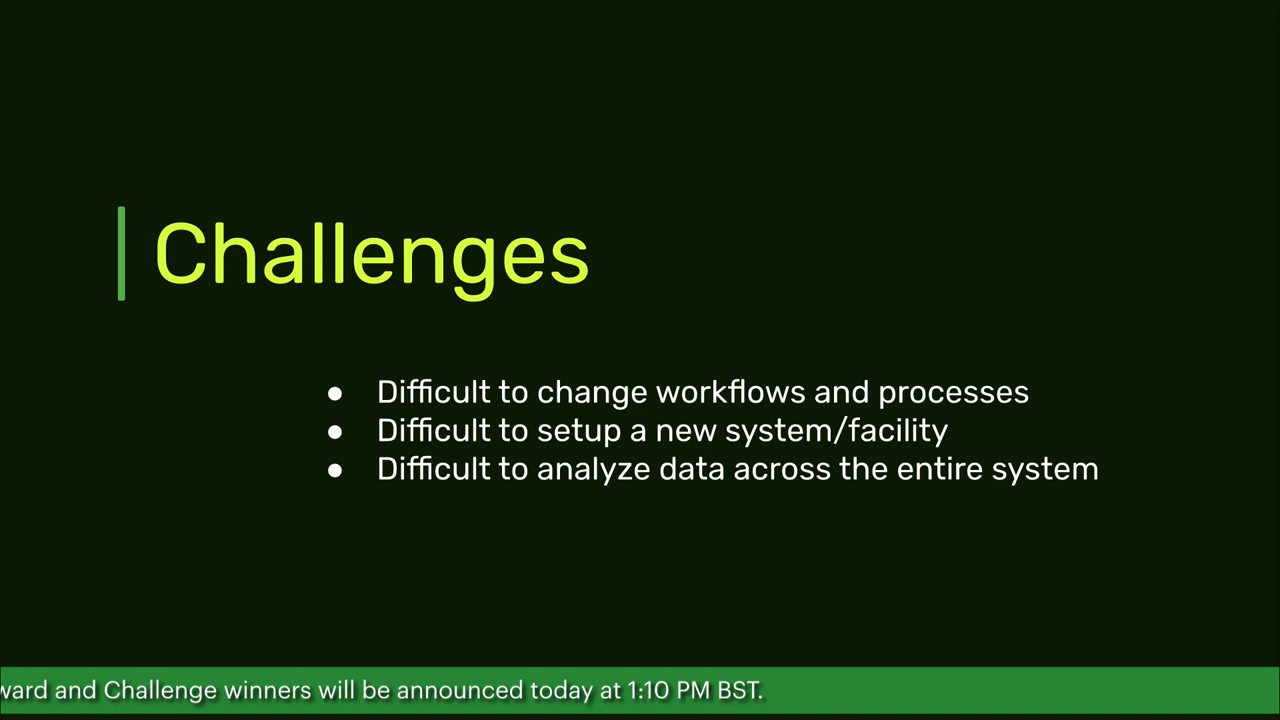 Challenges
● Difficult to change workflows and processes
● Difficult to setup a new system/facility
● Difficult to analyze data across the entire system
and Challenge winners will be announced today at 1:10 PM BST.